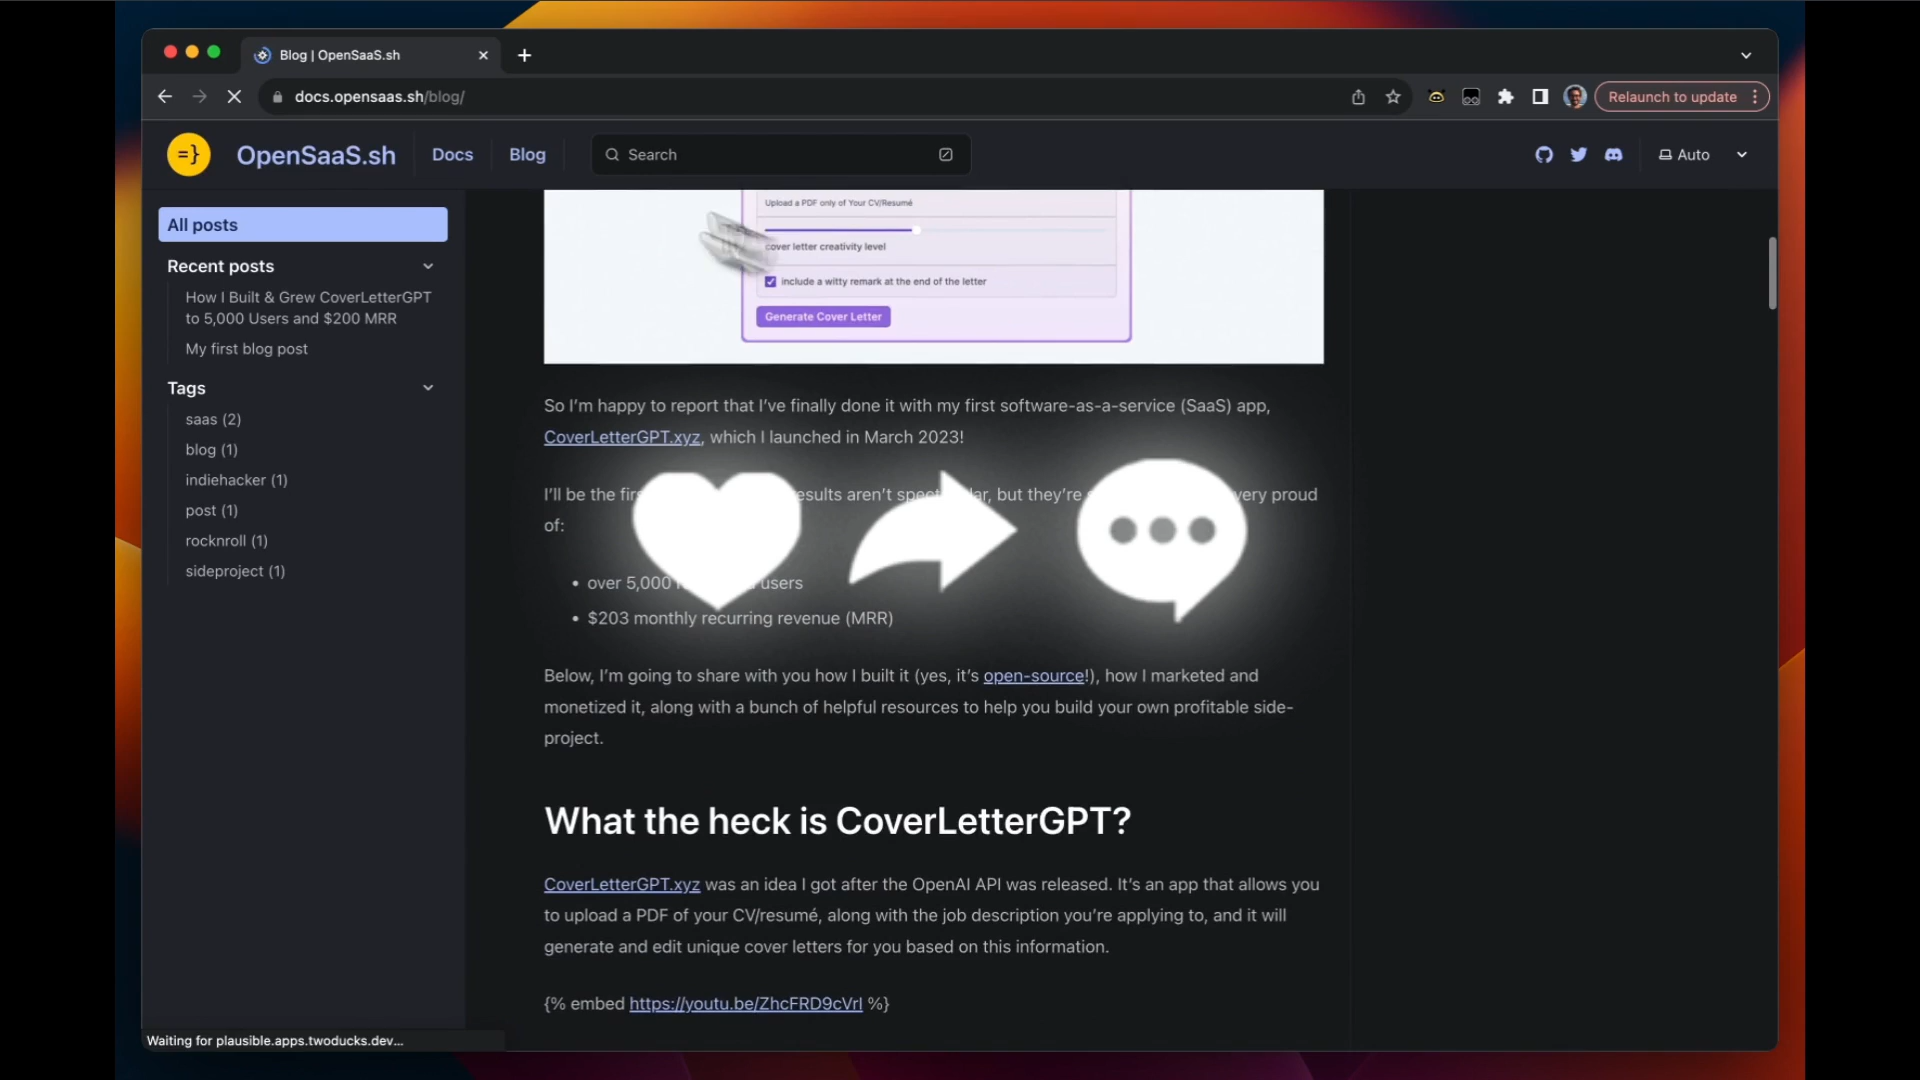 Blog | OpenSaaS.sh
docs.opensaas.sh/blog/
Relaunch to update
=}
OpenSaaS.sh
Docs
Blog
Search
Auto
All posts
Recent posts
How I Built & Grew CoverLetterGPT
to 5,000 Users and $200 MRR
My first blog post
Tags
saas (2)
blog (1)
indiehacker (1)
post (1)
rocknroll (1)
sideproject (1)
Upload a PDF only of Your CV/Resumé
cover letter creativity level
include a witty remark at the end of the letter
Generate Cover Letter
So I'm happy to report that I've finally done it with my first software-as-a-service (SaaS) app,
CoverLetterGPT.xyz, which I launched in March 2023!
I'll be the results aren't but they're very proud
of:
• over 5,000 users
• $203 monthly recurring revenue (MRR)
Below, I'm going to share with you how I built it (yes, it's open-source!), how I marketed and
monetized it, along with a bunch of helpful resources to help you build your own profitable side-
project.
What the heck is CoverLetterGPT?
CoverLetterGPT.xyz was an idea I got after the OpenAI API was released. It's an app that allows you
to upload a PDF of your CV/resumé, along with the job description you're applying to, and it will
generate and edit unique cover letters for you based on this information.
{% embed https://youtu.be/ZhcFRD9cVrI %}
Waiting for plausible.apps.twoducks.dev...